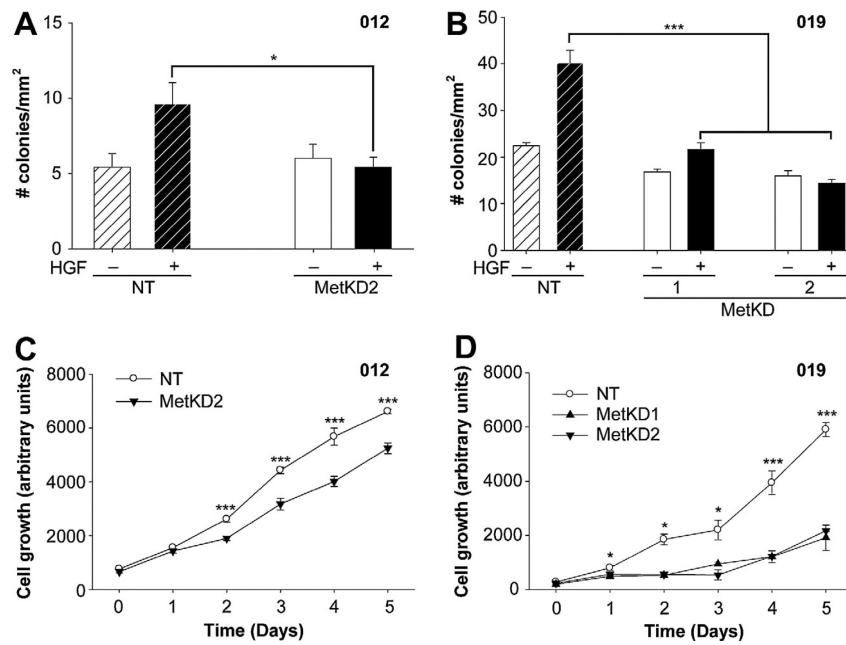 A
012
15
10
5
0
# colonies/mm²
*
HGF – + – +
NT MetKD2
B
019
50
40
30
20
10
0
# colonies/mm²
***
HGF – + – + – +
NT 1 2
MetKD
C
012
8000
6000
4000
2000
0
Cell growth (arbitrary units)
NT
MetKD2
*** *** *** ***
0 1 2 3 4 5
Time (Days)
D
019
8000
6000
4000
2000
0
Cell growth (arbitrary units)
NT
MetKD1
MetKD2
* * * *** ***
0 1 2 3 4 5
Time (Days)